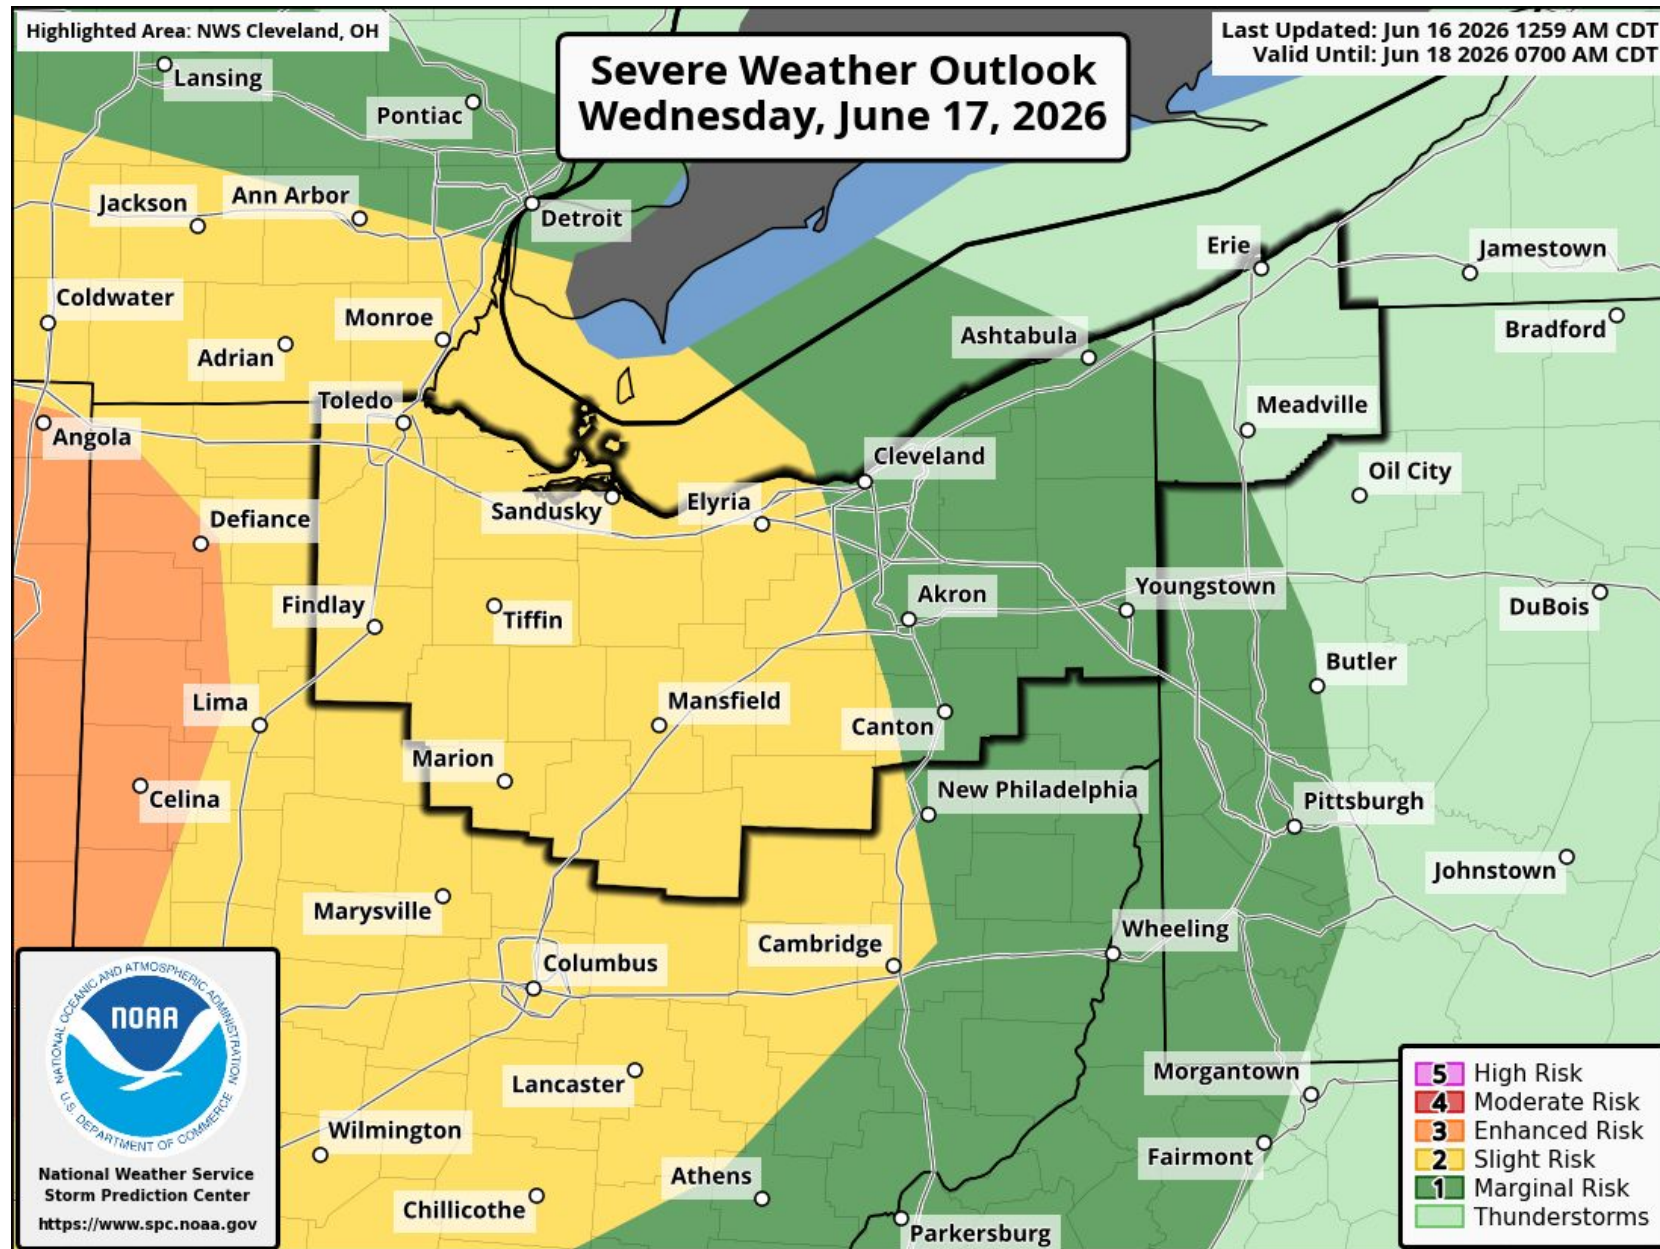 Highlighted Area: NWS Cleveland, OH
Severe Weather Outlook
Wednesday, June 17, 2026
Last Updated: Jun 16 2026 1259 AM CDT
Valid Until: Jun 18 2026 0700 AM CDT
Lansing
Pontiac
Jackson
Ann Arbor
Detroit
Erie
Jamestown
Coldwater
Monroe
Ashtabula
Bradford
Adrian
Toledo
Meadville
Angola
Cleveland
Oil City
Defiance
Sandusky
Elyria
Findlay
Tiffin
Akron
Youngstown
DuBois
Lima
Mansfield
Canton
Butler
Marion
Celina
New Philadelphia
Pittsburgh
Johnstown
Marysville
Cambridge
Wheeling
Columbus
Lancaster
Morgantown
Wilmington
Fairmont
Chillicothe
Athens
Parkersburg
NATIONAL OCEANIC AND ATMOSPHERIC ADMINISTRATION
NOAA
U.S. DEPARTMENT OF COMMERCE
National Weather Service
Storm Prediction Center
https://www.spc.noaa.gov
5 High Risk
4 Moderate Risk
3 Enhanced Risk
2 Slight Risk
1 Marginal Risk
Thunderstorms